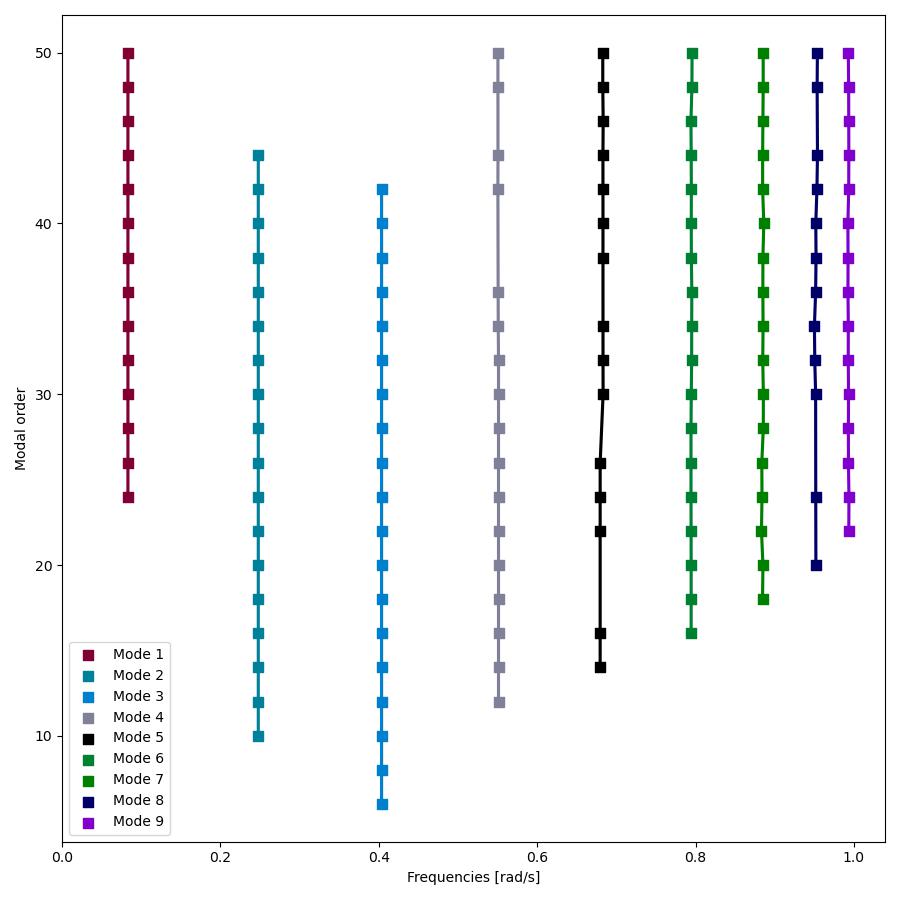 50
40
30
20
10
Modal order
Mode 1
Mode 2
Mode 3
Mode 4
Mode 5
Mode 6
Mode 7
Mode 8
Mode 9
0.0 0.2 0.4 0.6 0.8 1.0
Frequencies [rad/s]